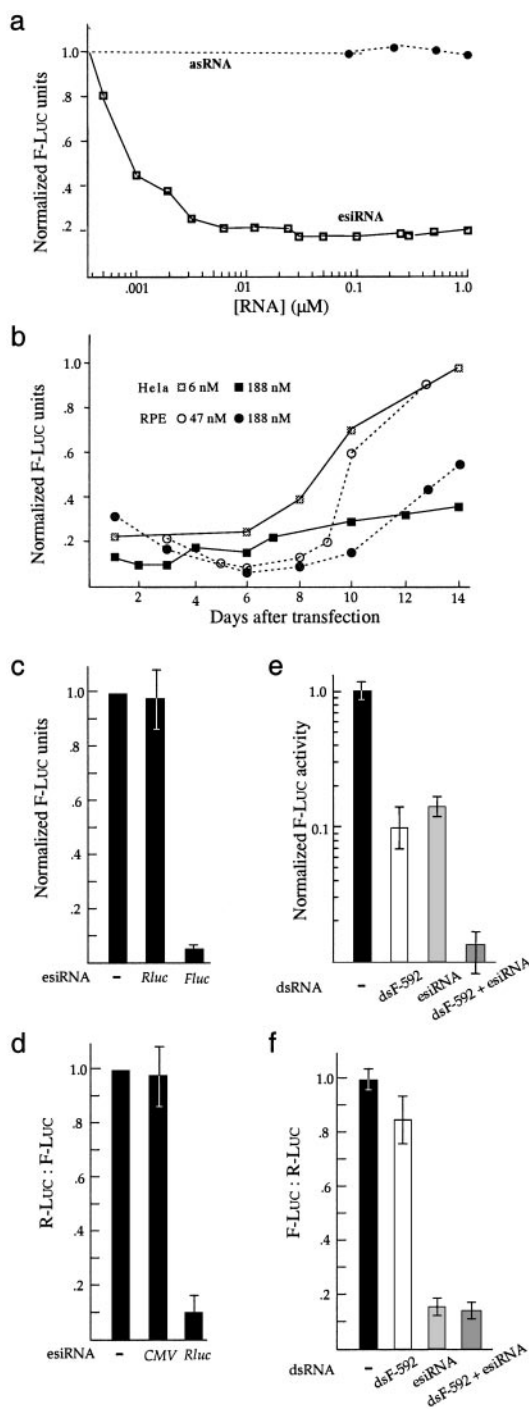 a
Normalized F-LUC units
1.0
.8
.6
.4
.2
asRNA
esiRNA
.001
.01
0.1
1.0
[RNA] (µM)
b
Normalized F-LUC units
1.0
.8
.6
.4
.2
Hela 6 nM 188 nM
RPE 47 nM 188 nM
2 4 6 8 10 12 14
Days after transfection
c
Normalized F-LUC units
1.0
.8
.6
.4
.2
esiRNA - Rluc Fluc
e
Normalized F-LUC activity
1.0
0.1
dsRNA - dsF-592 esiRNA dsF-592 + esiRNA
d
R-LUC : F-LUC
1.0
.8
.6
.4
.2
esiRNA - CMV Rluc
f
F-LUC : R-LUC
1.0
.8
.6
.4
.2
dsRNA - dsF-592 esiRNA dsF-592 + esiRNA